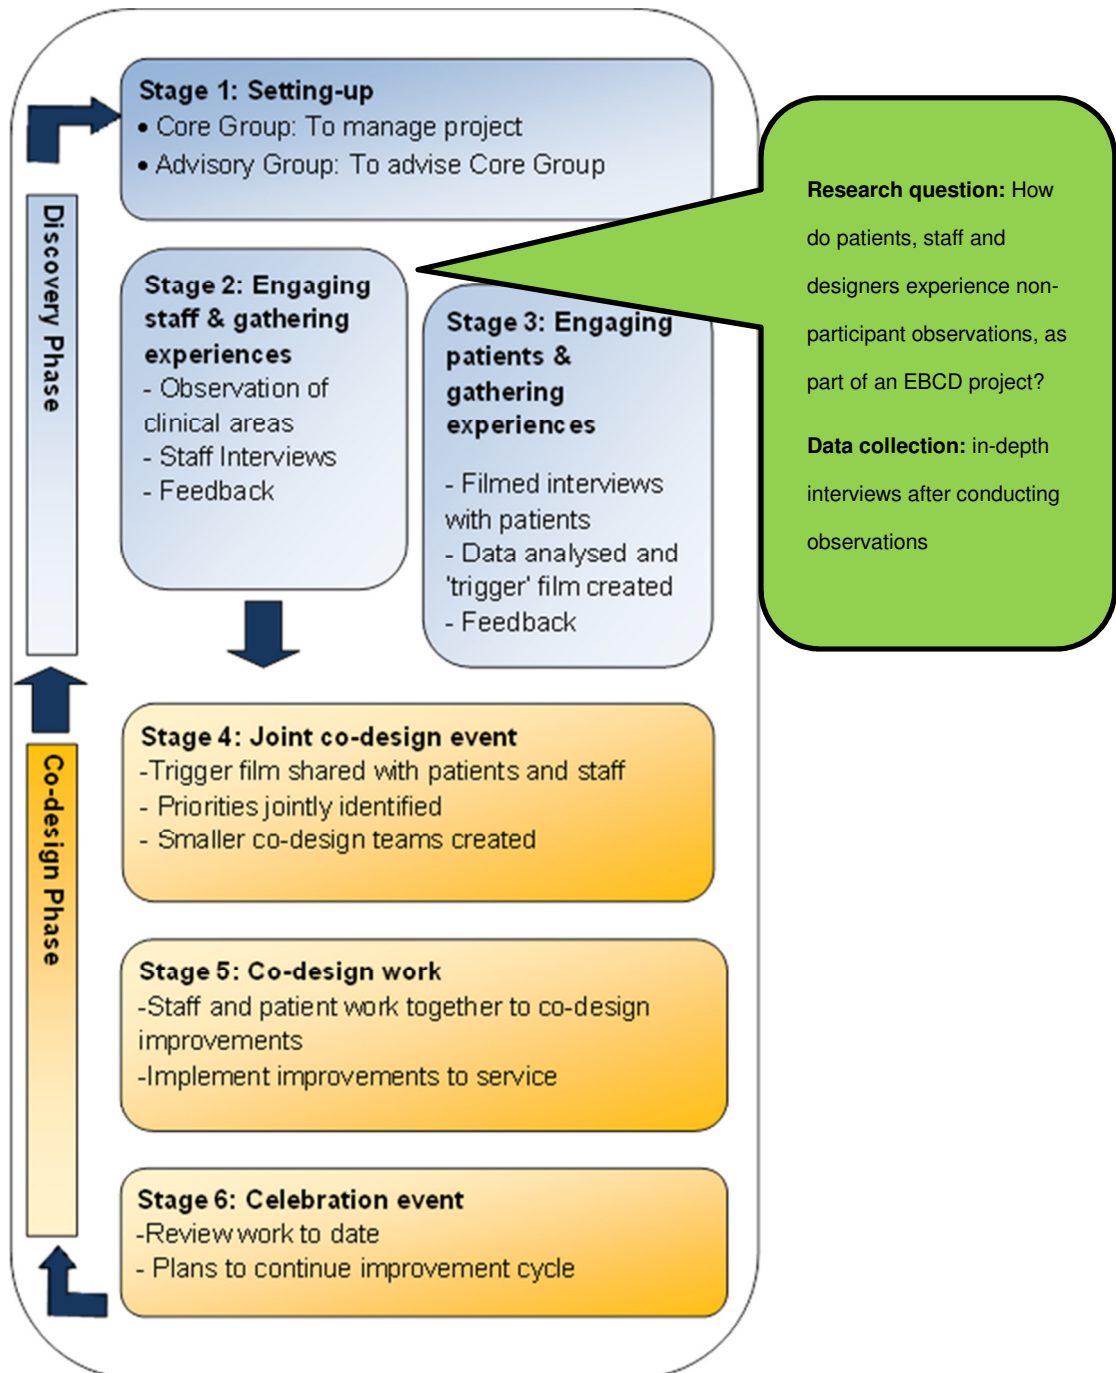 Stage 1: Setting-up
• Core Group: To manage project
• Advisory Group: To advise Core Group
Discovery Phase
Stage 2: Engaging
staff & gathering
experiences
- Observation of
clinical areas
- Staff Interviews
- Feedback
Stage 3: Engaging
patients &
gathering
experiences
- Filmed interviews
with patients
- Data analysed and
'trigger' film created
- Feedback
Research question: How
do patients, staff and
designers experience non-
participant observations, as
part of an EBCD project?
Data collection: in-depth
interviews after conducting
observations
Co-design Phase
Stage 4: Joint co-design event
-Trigger film shared with patients and staff
- Priorities jointly identified
- Smaller co-design teams created
Stage 5: Co-design work
-Staff and patient work together to co-design
improvements
-Implement improvements to service
Stage 6: Celebration event
-Review work to date
- Plans to continue improvement cycle